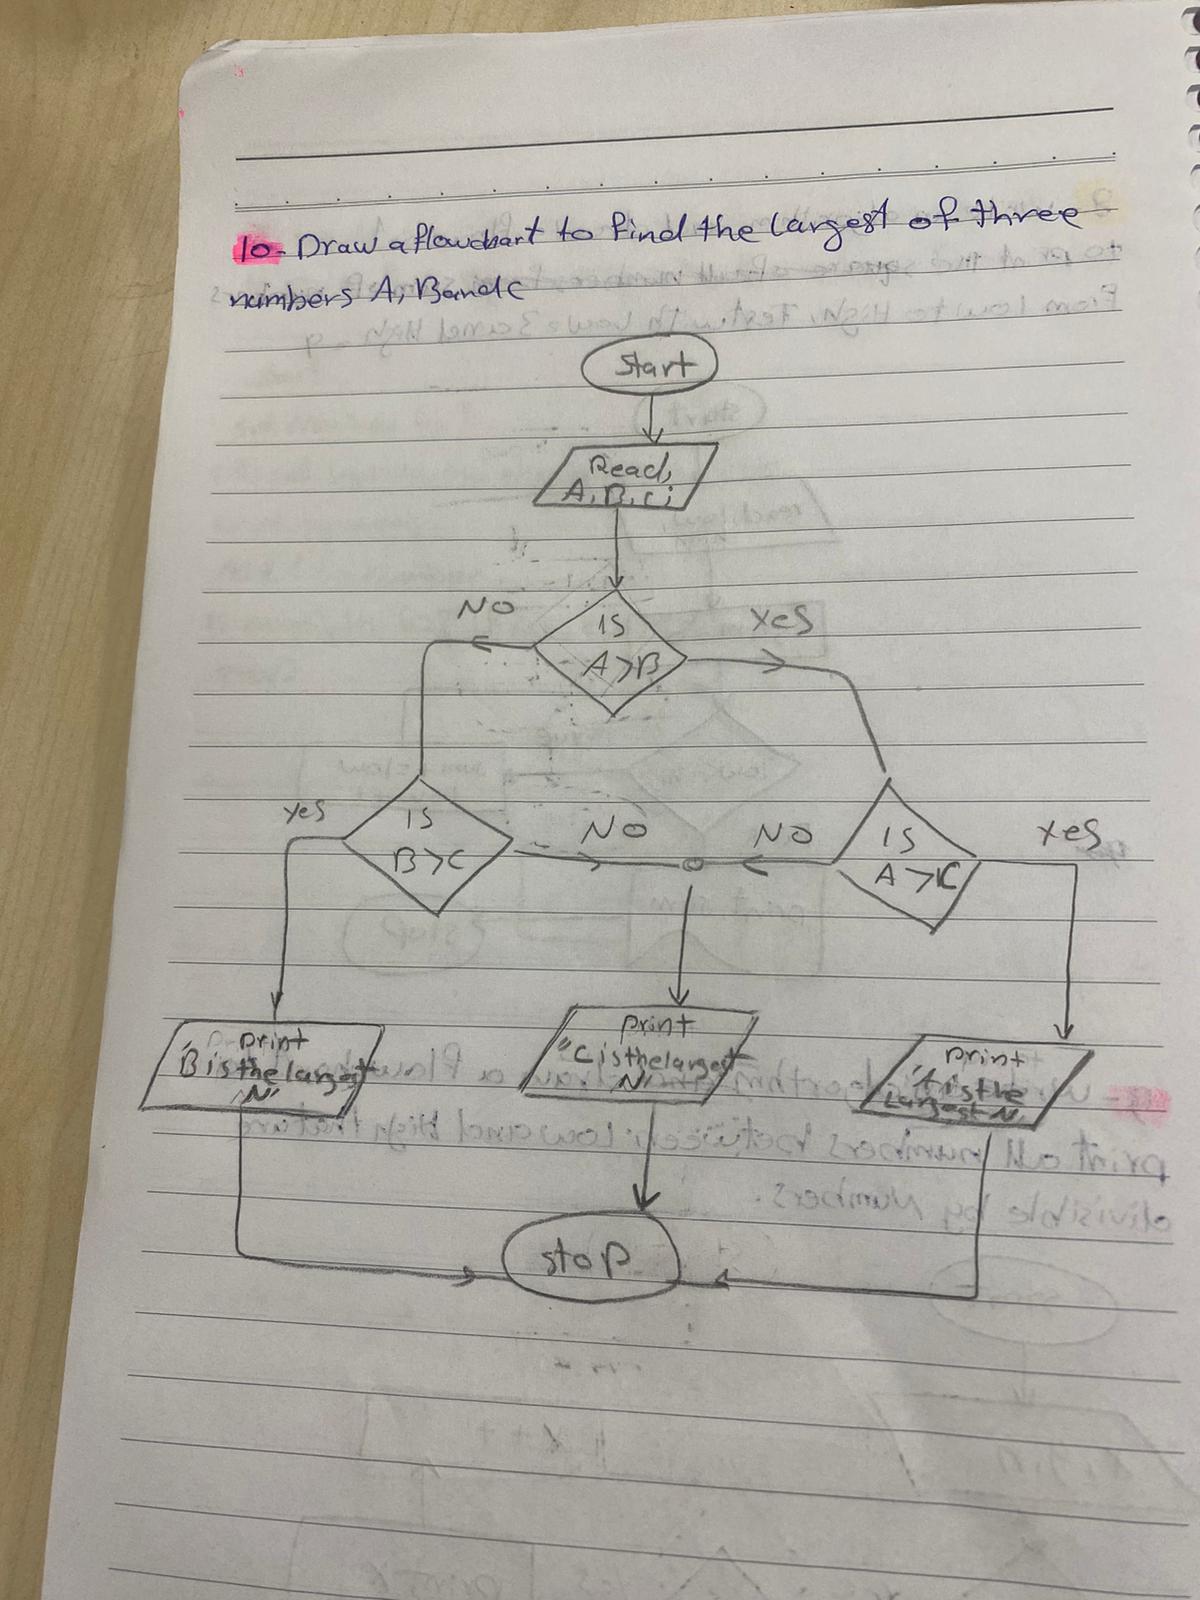 10- Draw a flowchart to find the largest of three
numbers A, B and C
Start
Read,
A, B, C;
NO
IS
A>B
Yes
yes
IS
B>C
NO
NO
IS
A>C
Yes
print
"B is the largest
N"
print
"C is the largest
N"
print
"A is the
Largest N"
stop